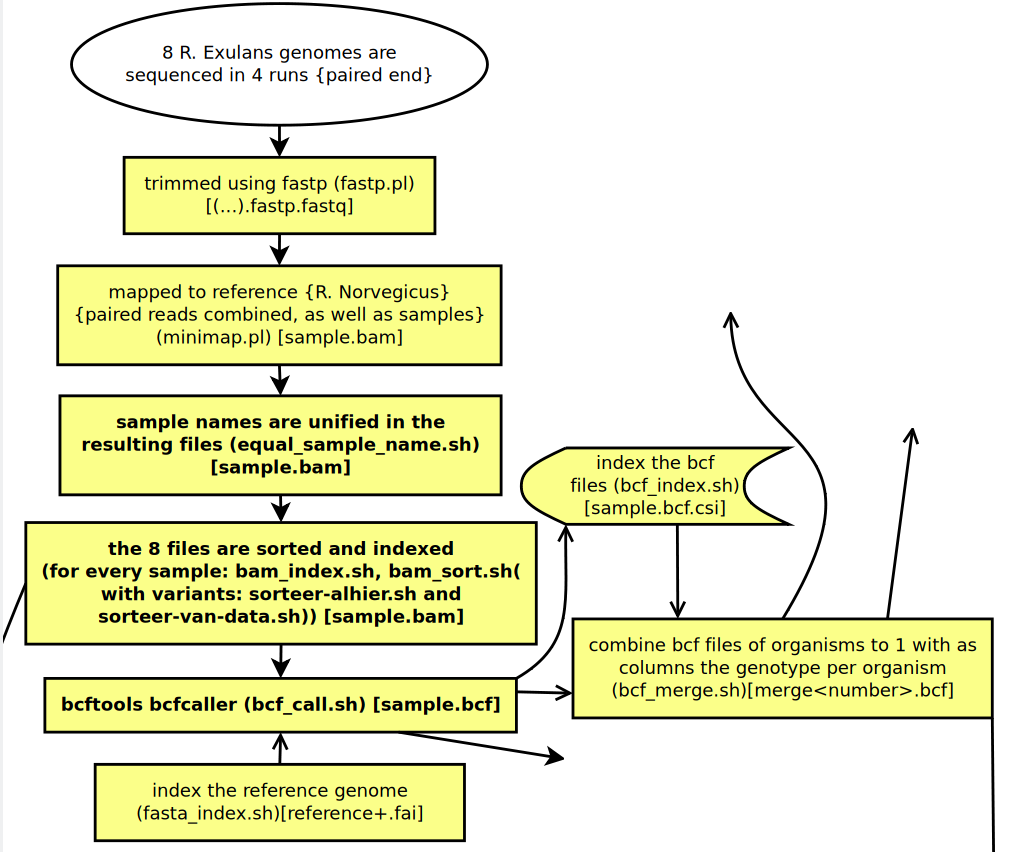 8 R. Exulans genomes are
sequenced in 4 runs {paired end}
trimmed using fastp (fastp.pl)
[(...).fastp.fastq]
mapped to reference {R. Norvegicus}
{paired reads combined, as well as samples}
(minimap.pl) [sample.bam]
sample names are unified in the
resulting files (equal_sample_name.sh)
[sample.bam]
index the bcf
files (bcf_index.sh)
[sample.bcf.csi]
the 8 files are sorted and indexed
(for every sample: bam_index.sh, bam_sort.sh(
with variants: sorteer-alhier.sh and
sorteer-van-data.sh)) [sample.bam]
combine bcf files of organisms to 1 with as
columns the genotype per organism
(bcf_merge.sh)[merge<number>.bcf]
bcftools bcfcaller (bcf_call.sh) [sample.bcf]
index the reference genome
(fasta_index.sh)[reference+.fai]